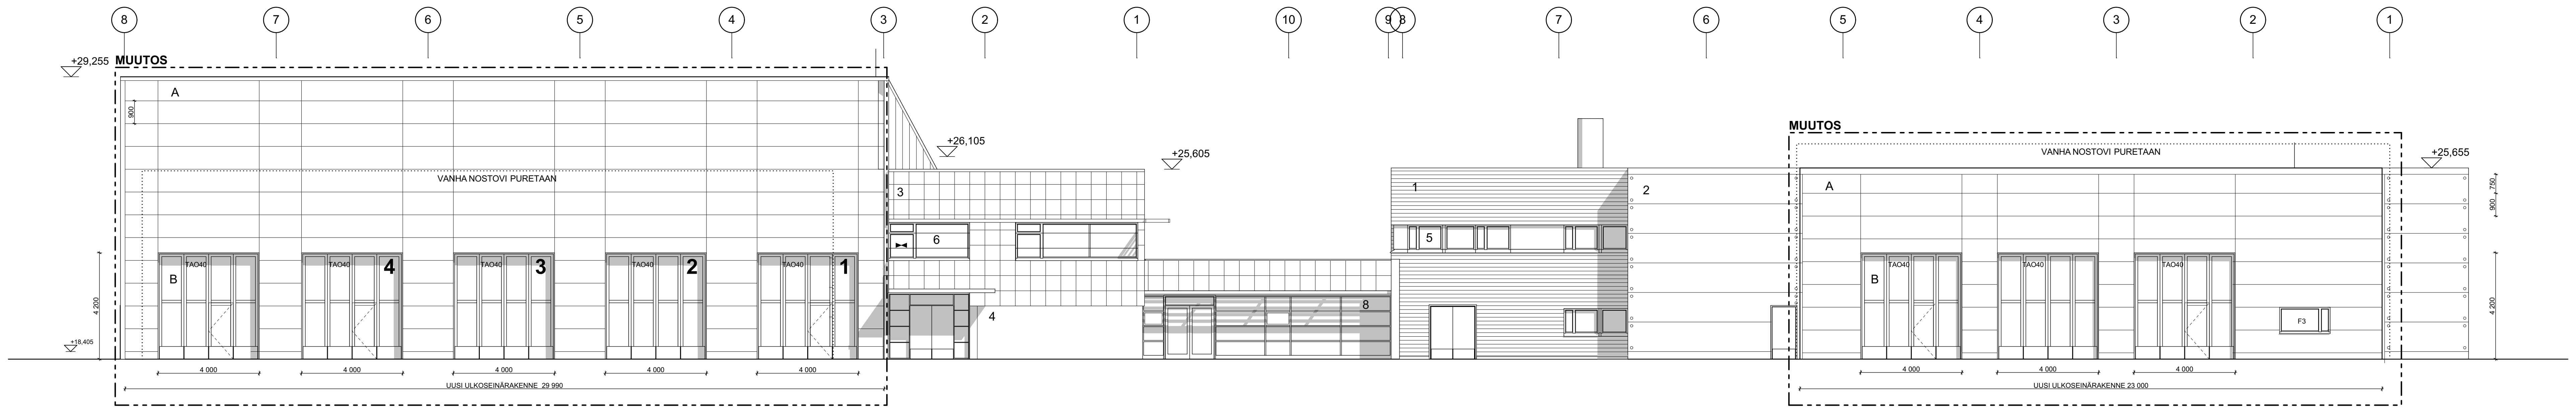 8 7 6 5 4 3 2 1 10 9 8 7 6 5 4 3 2 1
+29,255
MUUTOS
A
900
VANHA NOSTOVI PURETAAN
TAO40 TAO40 TAO40 TAO40 TAO40
4 3 2 1
B
4 200
+18,405
4 000 4 000 4 000 4 000 4 000
UUSI ULKOSEINÄRAKENNE 29 990
+26,105
+25,605
3
6
4
8
1
5
2
MUUTOS
VANHA NOSTOVI PURETAAN
+25,655
A
750
900
TAO40 TAO40 TAO40
B
F3
4 200
4 000 4 000 4 000
UUSI ULKOSEINÄRAKENNE 23 000